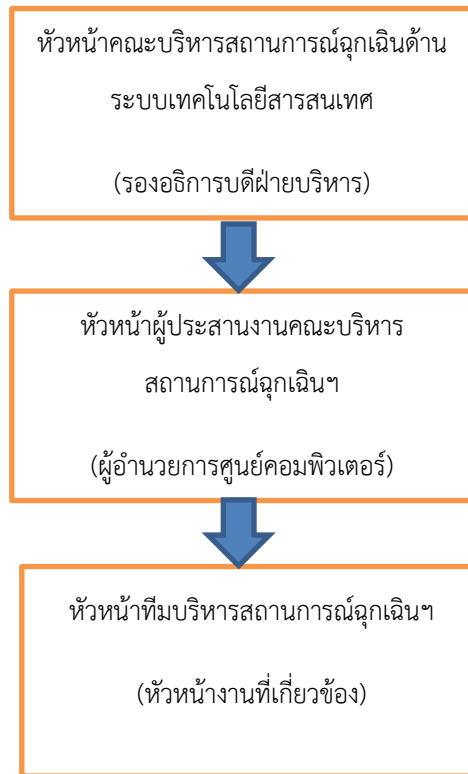 หัวหน้าคณะบริหารสถานการณ์ฉุกเฉินด้าน
ระบบเทคโนโลยีสารสนเทศ
(รองอธิการบดีฝ่ายบริหาร)
หัวหน้าผู้ประสานงานคณะบริหาร
สถานการณ์ฉุกเฉินฯ
(ผู้อำนวยการศูนย์คอมพิวเตอร์)
หัวหน้าทีมบริหารสถานการณ์ฉุกเฉินฯ
(หัวหน้างานที่เกี่ยวข้อง)